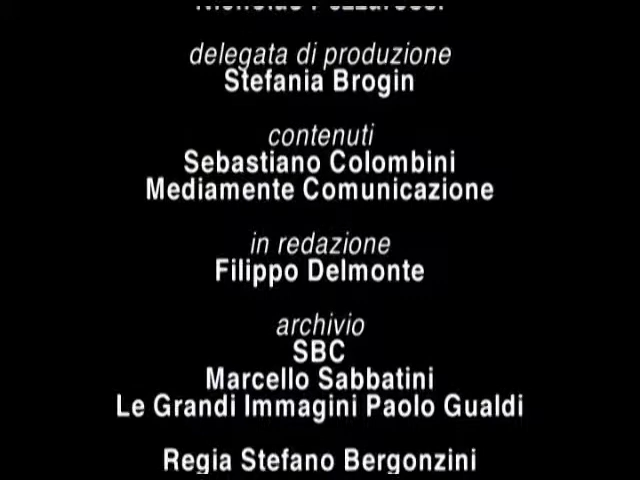 delegata di produzione
Stefania Brogin
contenuti
Sebastiano Colombini
Mediamente Comunicazione
in redazione
Filippo Delmonte
archivio
SBC
Marcello Sabbatini
Le Grandi Immagini Paolo Gualdi
Regia Stefano Bergonzini